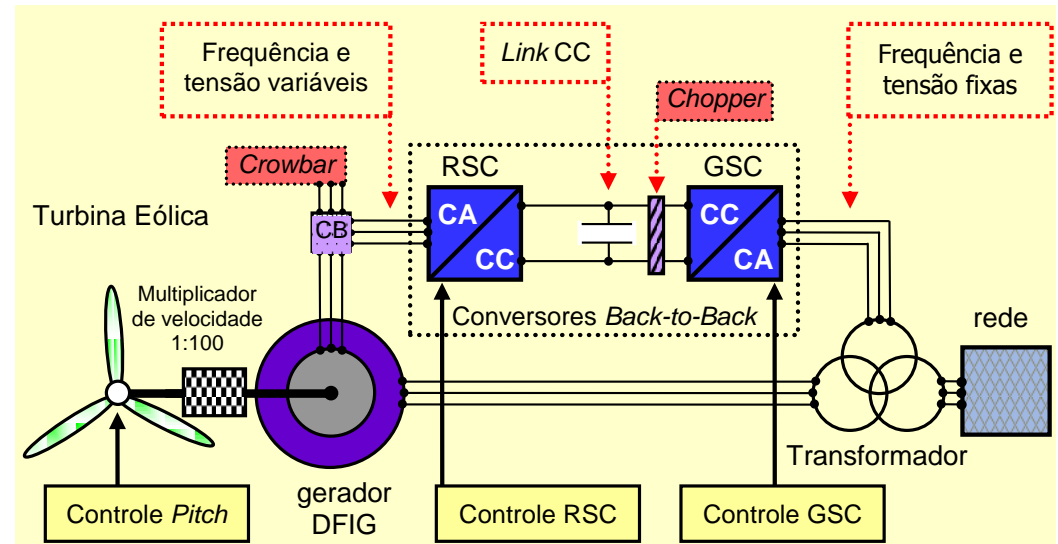 Frequência e
tensão variáveis
Link CC
Frequência e
tensão fixas
Chopper
Crowbar
RSC
GSC
CA
CC
CC
CA
CB
Turbina Eólica
Multiplicador
de velocidade
1:100
Conversores Back-to-Back
rede
Transformador
gerador
DFIG
Controle Pitch
Controle RSC
Controle GSC